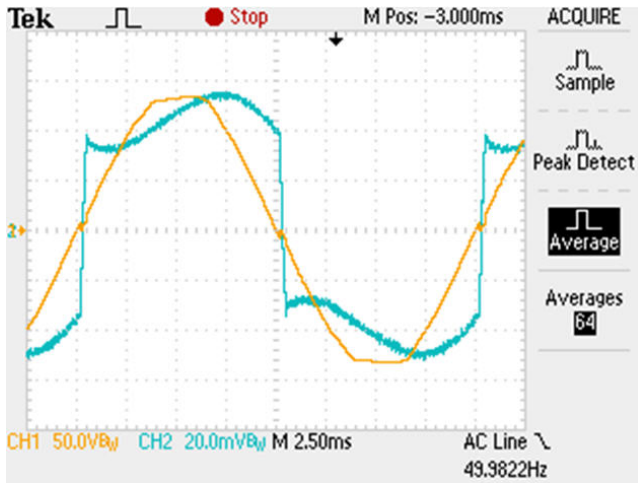 Tek Stop M Pos: -3.000ms ACQUIRE
Sample
Peak Detect
Average
Averages
64
2
CH1 50.0VBW CH2 20.0mVBW M 2.50ms AC Line
49.9822Hz